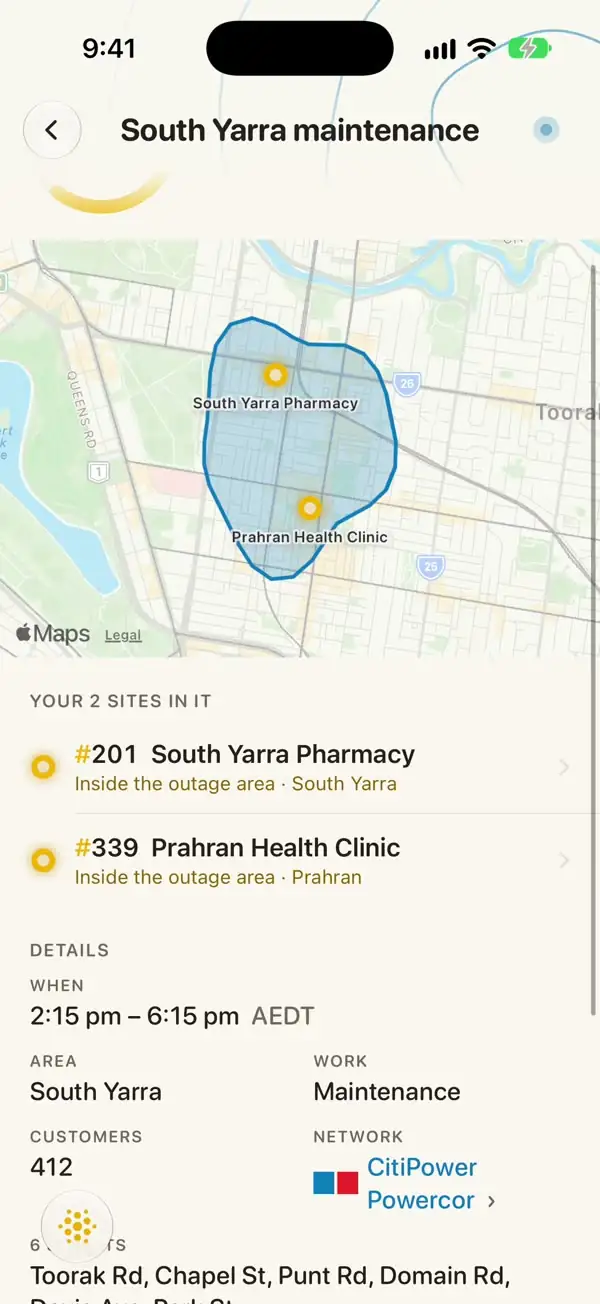 9:41
South Yarra maintenance
26
South Yarra Pharmacy
QUEENS RD
1
Prahran Health Clinic
26
Maps Legal
YOUR 2 SITES IN IT
#201 South Yarra Pharmacy
Inside the outage area · South Yarra
#339 Prahran Health Clinic
Inside the outage area · Prahran
DETAILS
WHEN
2:15 pm – 6:15 pm AEDT
AREA
WORK
South Yarra
Maintenance
CUSTOMERS
NETWORK
412
CitiPower
Powercor
6
Toorak Rd, Chapel St, Punt Rd, Domain Rd,